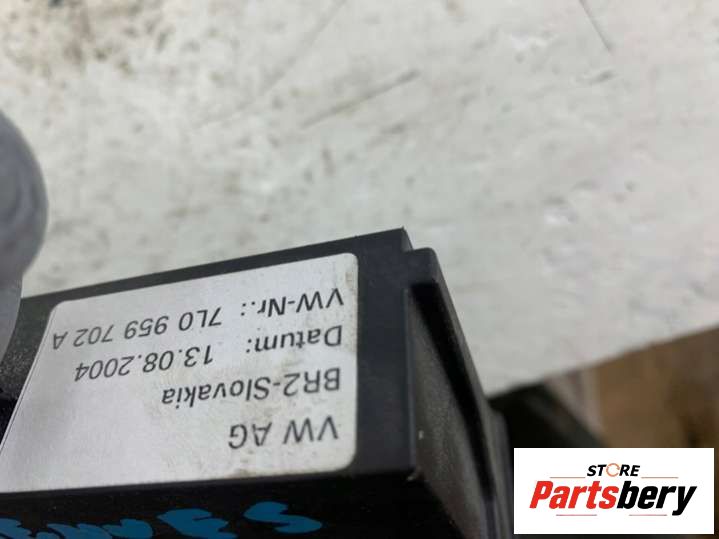 VW AG
BR2-Slovakia
Datum: 13.08.2004
VW-Nr.: 7L0 959 702 A
STORE
Partsbery